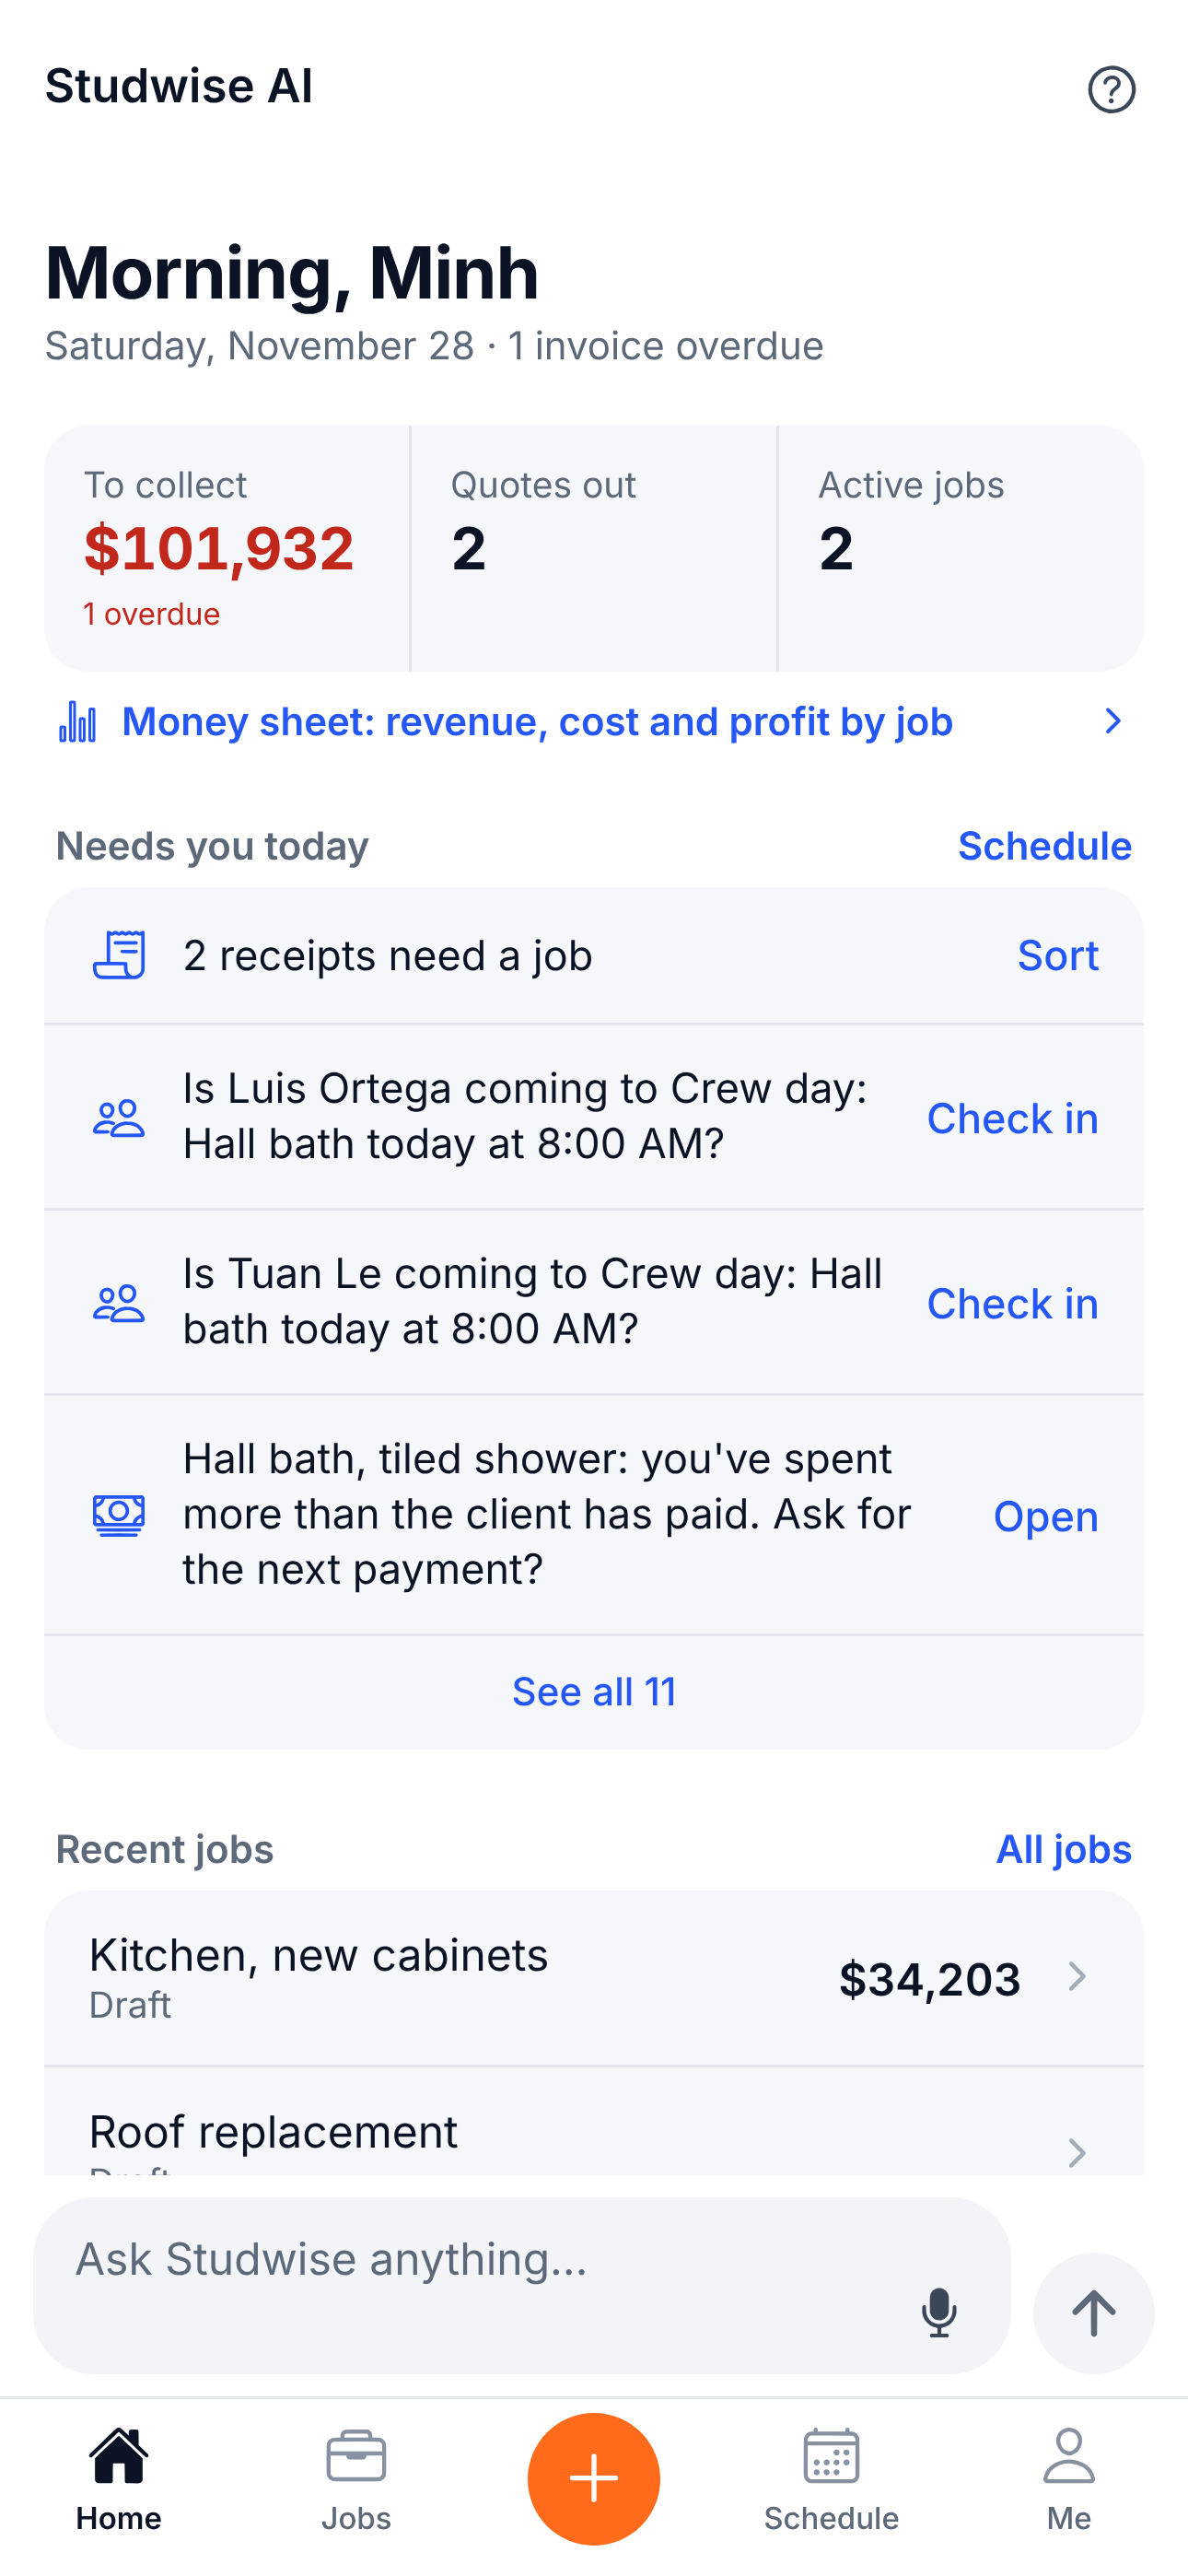 Studwise AI
Morning, Minh
Saturday, November 28 · 1 invoice overdue
To collect
$101,932
1 overdue
Quotes out
2
Active jobs
2
Money sheet: revenue, cost and profit by job
Needs you today
Schedule
2 receipts need a job
Sort
Is Luis Ortega coming to Crew day:
Hall bath today at 8:00 AM?
Check in
Is Tuan Le coming to Crew day: Hall
bath today at 8:00 AM?
Check in
Hall bath, tiled shower: you've spent
more than the client has paid. Ask for
the next payment?
Open
See all 11
Recent jobs
All jobs
Kitchen, new cabinets
Draft
$34,203
Roof replacement
Ask Studwise anything...
Home
Jobs
Schedule
Me